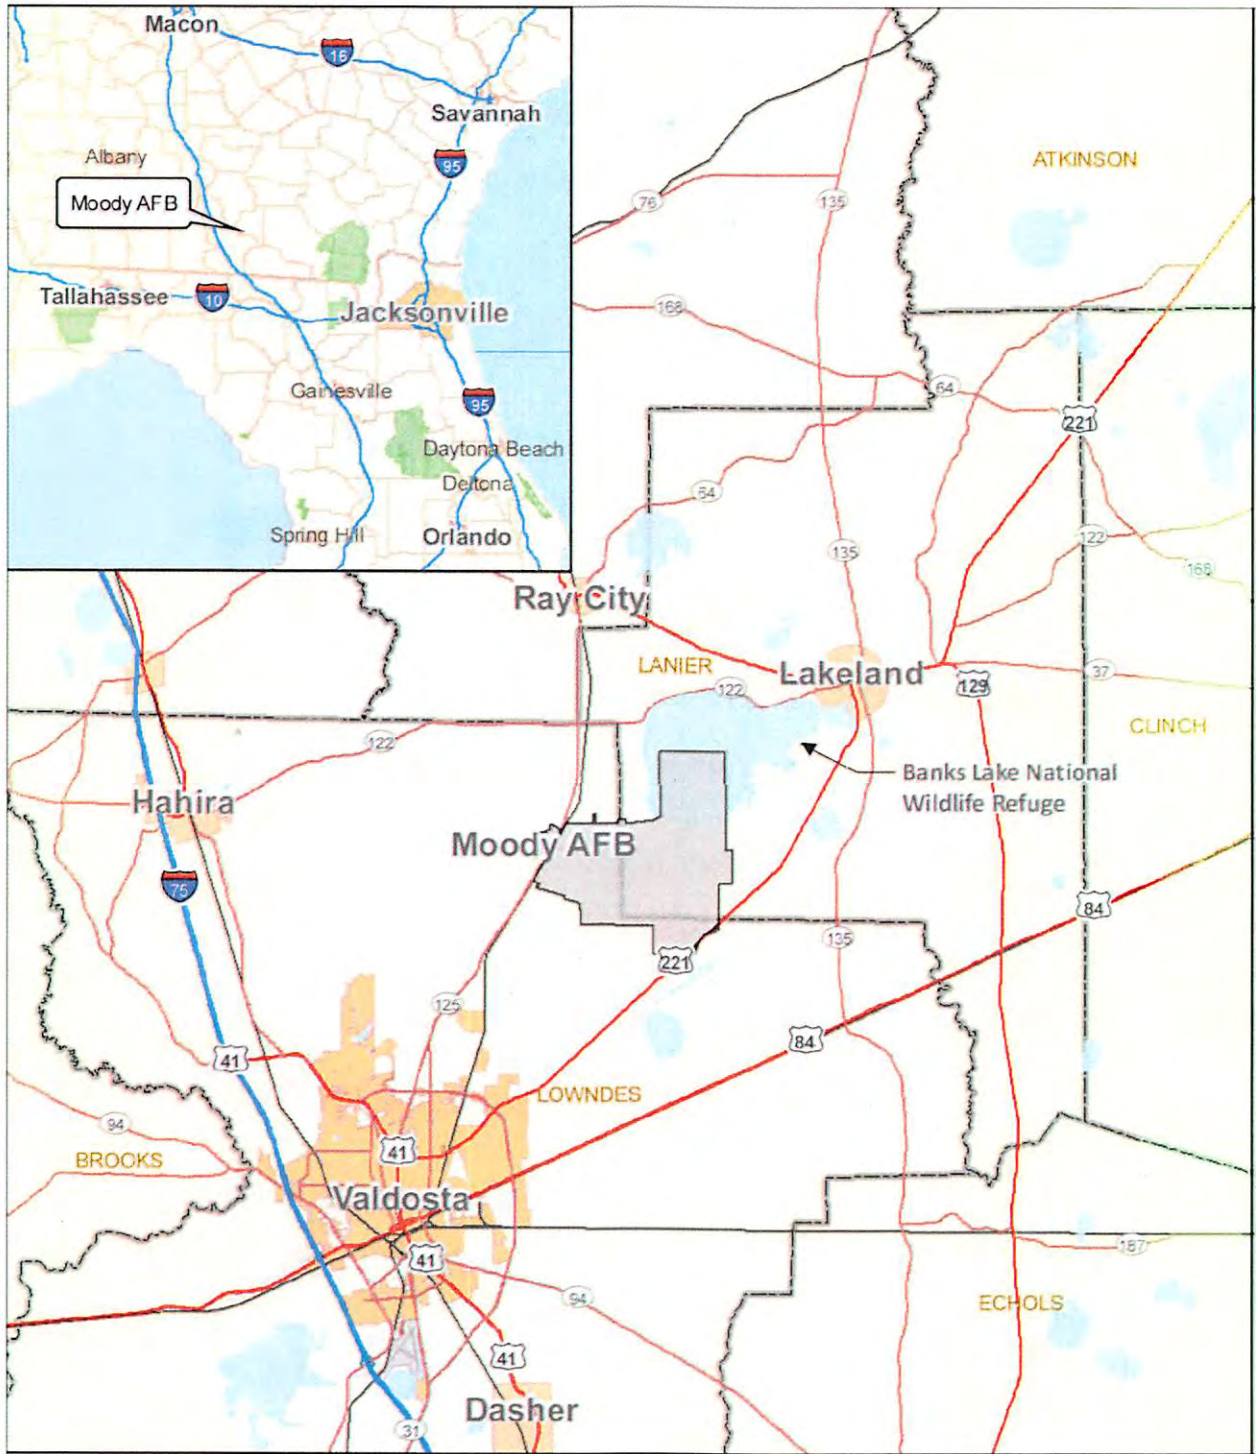 Macon
16
Savannah
95
Albany
Moody AFB
Tallahassee
10
Jacksonville
Gainesville
95
Daytona Beach
Deltona
Spring Hill
Orlando
ATKINSON
76
135
168
64
221
64
135
122
168
Ray City
LANIER
122
Lakeland
129
37
CLINCH
122
Banks Lake National
Wildlife Refuge
Hahira
Moody AFB
75
84
135
221
125
41
84
LOWNDES
94
BROOKS
41
Valdosta
41
187
94
ECHOLS
41
Dasher
31